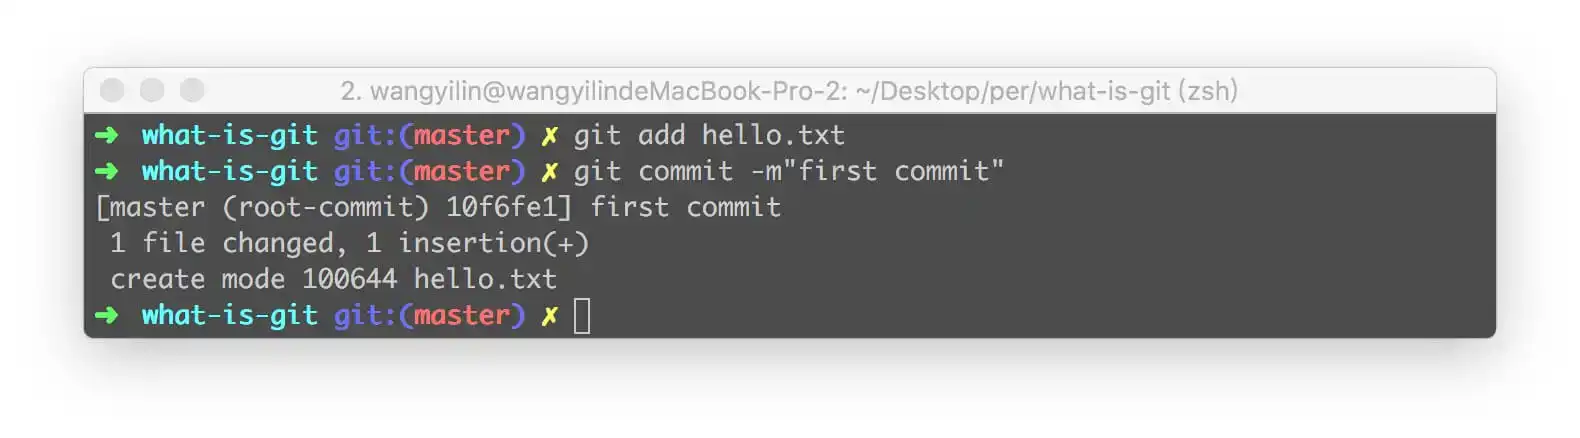 2. wangyilin@wangyilindeMacBook-Pro-2: ~/Desktop/per/what-is-git (zsh)
➜ what-is-git git:(master) ✗ git add hello.txt
➜ what-is-git git:(master) ✗ git commit -m"first commit"
[master (root-commit) 10f6fe1] first commit
 1 file changed, 1 insertion(+)
 create mode 100644 hello.txt
➜ what-is-git git:(master) ✗